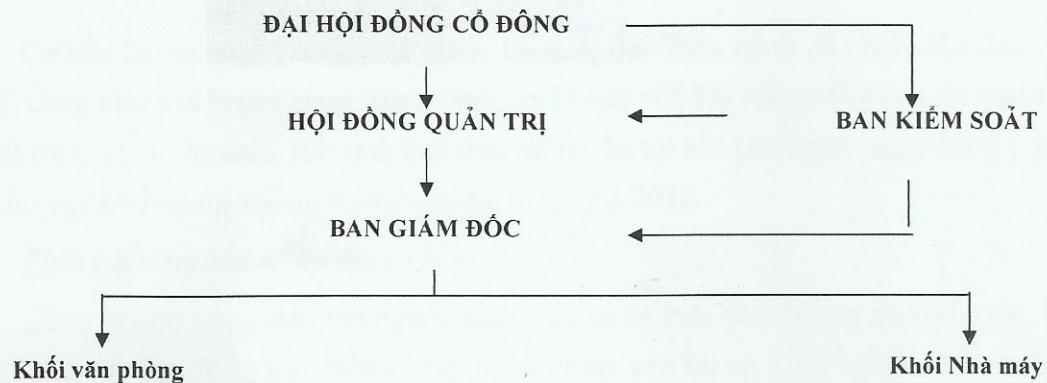 ĐẠI HỘI ĐỒNG CỔ ĐÔNG
HỘI ĐỒNG QUẢN TRỊ
BAN KIỂM SOÁT
BAN GIÁM ĐỐC
Khối văn phòng
Khối Nhà máy